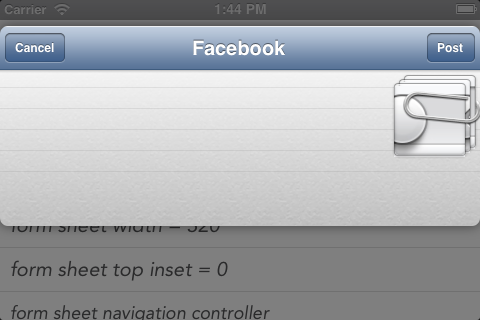 Carrier 1:44 PM
Cancel Facebook Post
form sheet width = 320
form sheet top inset = 0
form sheet navigation controller